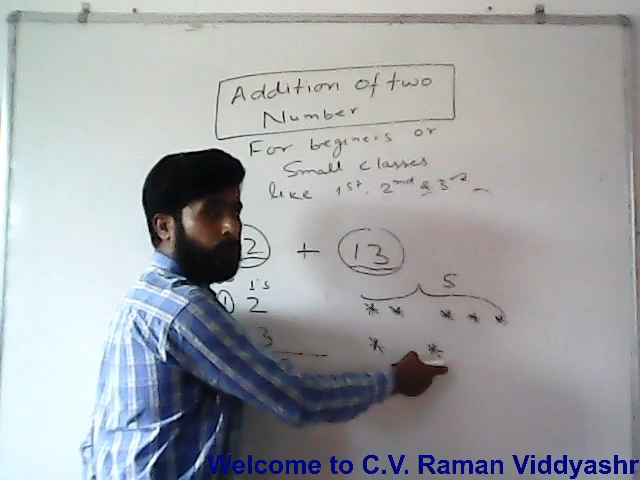 Addition of two
Number
For beginers or
Small classes
like 1st, 2nd & 3rd
2 + 13
1's
5
1 2
3
Welcome to C.V. Raman Viddyashr